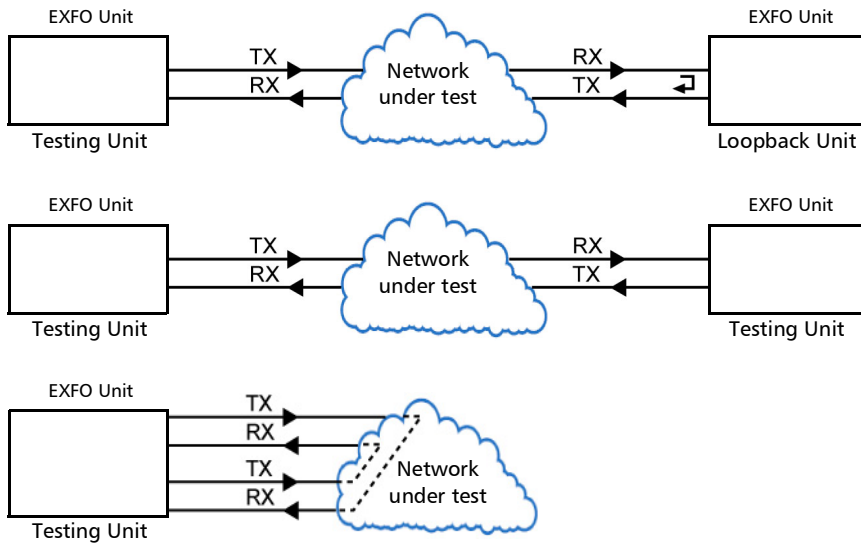 EXFO Unit
EXFO Unit
TX
RX
Network
under test
RX
TX
Testing Unit
Loopback Unit
EXFO Unit
EXFO Unit
TX
RX
Network
under test
RX
TX
Testing Unit
Testing Unit
EXFO Unit
TX
RX
TX
RX
Network
under test
Testing Unit